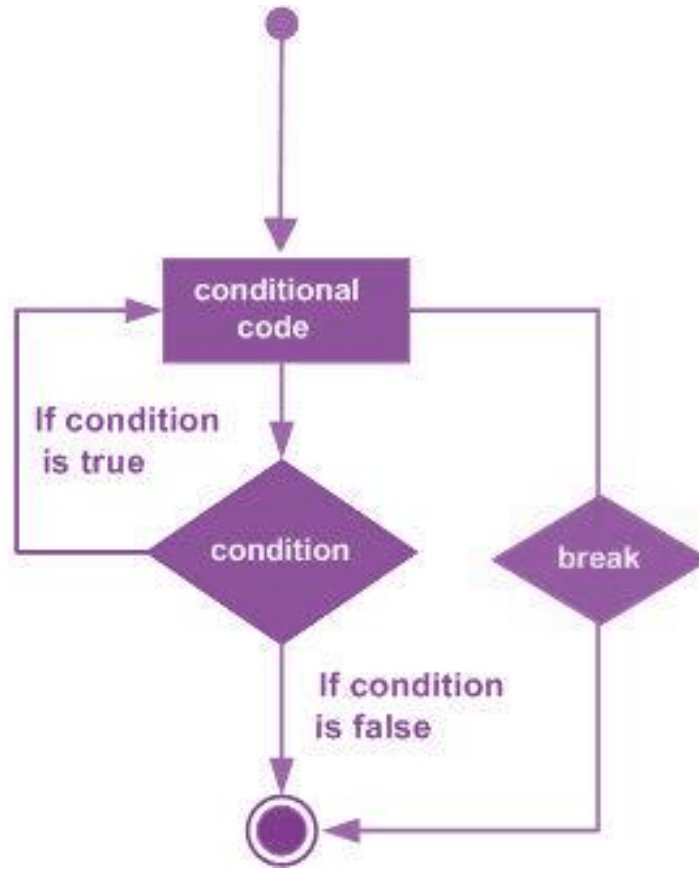 conditional
code
If condition
is true
condition
break
If condition
is false